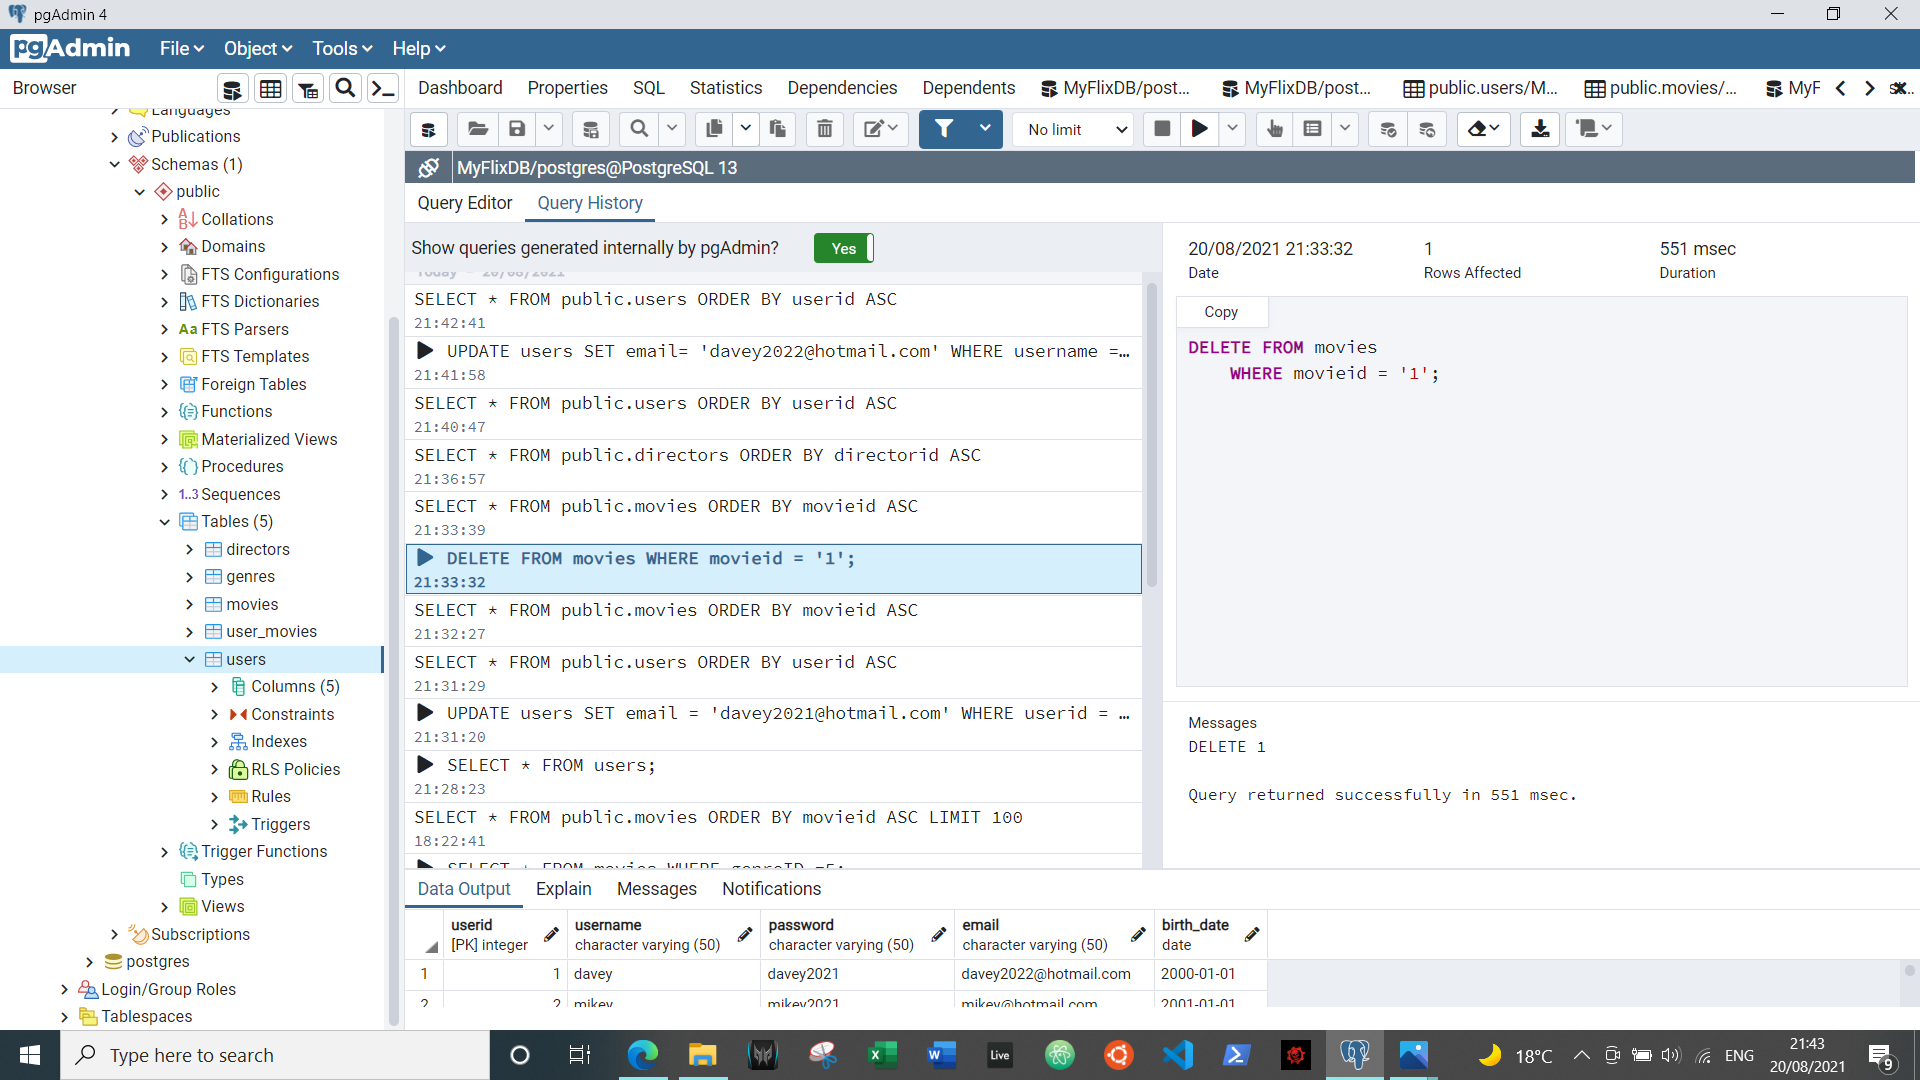 pgAdmin 4
pgAdmin File Object Tools Help
Browser
Dashboard Properties SQL Statistics Dependencies Dependents MyFlixDB/post... MyFlixDB/post... public.users/M... public.movies/... MyF
No limit
MyFlixDB/postgres@PostgreSQL 13
Query Editor Query History
Show queries generated internally by pgAdmin? Yes
Today - 20/08/2021
SELECT * FROM public.users ORDER BY userid ASC
21:42:41
UPDATE users SET email= 'davey2022@hotmail.com' WHERE username =…
21:41:58
SELECT * FROM public.users ORDER BY userid ASC
21:40:47
SELECT * FROM public.directors ORDER BY directorid ASC
21:36:57
SELECT * FROM public.movies ORDER BY movieid ASC
21:33:39
DELETE FROM movies WHERE movieid = '1';
21:33:32
SELECT * FROM public.movies ORDER BY movieid ASC
21:32:27
SELECT * FROM public.users ORDER BY userid ASC
21:31:29
UPDATE users SET email = 'davey2021@hotmail.com' WHERE userid = …
21:31:20
SELECT * FROM users;
21:28:23
SELECT * FROM public.movies ORDER BY movieid ASC LIMIT 100
18:22:41
SELECT * FROM movies WHERE genreID =5;
20/08/2021 21:33:32 1 551 msec
Date Rows Affected Duration
Copy
DELETE FROM movies
WHERE movieid = '1';
Messages
DELETE 1
Query returned successfully in 551 msec.
Languages
Publications
Schemas (1)
public
Collations
Domains
FTS Configurations
FTS Dictionaries
Aa FTS Parsers
FTS Templates
Foreign Tables
Functions
Materialized Views
Procedures
1..3 Sequences
Tables (5)
directors
genres
movies
user_movies
users
Columns (5)
Constraints
Indexes
RLS Policies
Rules
Triggers
Trigger Functions
Types
Views
Subscriptions
postgres
Login/Group Roles
Tablespaces
Data Output Explain Messages Notifications
userid username password email birth_date
[PK] integer character varying (50) character varying (50) character varying (50) date
1 1 davey davey2021 davey2022@hotmail.com 2000-01-01
2 2 mikey mikey2021 mikey@hotmail.com 2001-01-01
Type here to search
Live
18°C ENG 21:43
20/08/2021
9